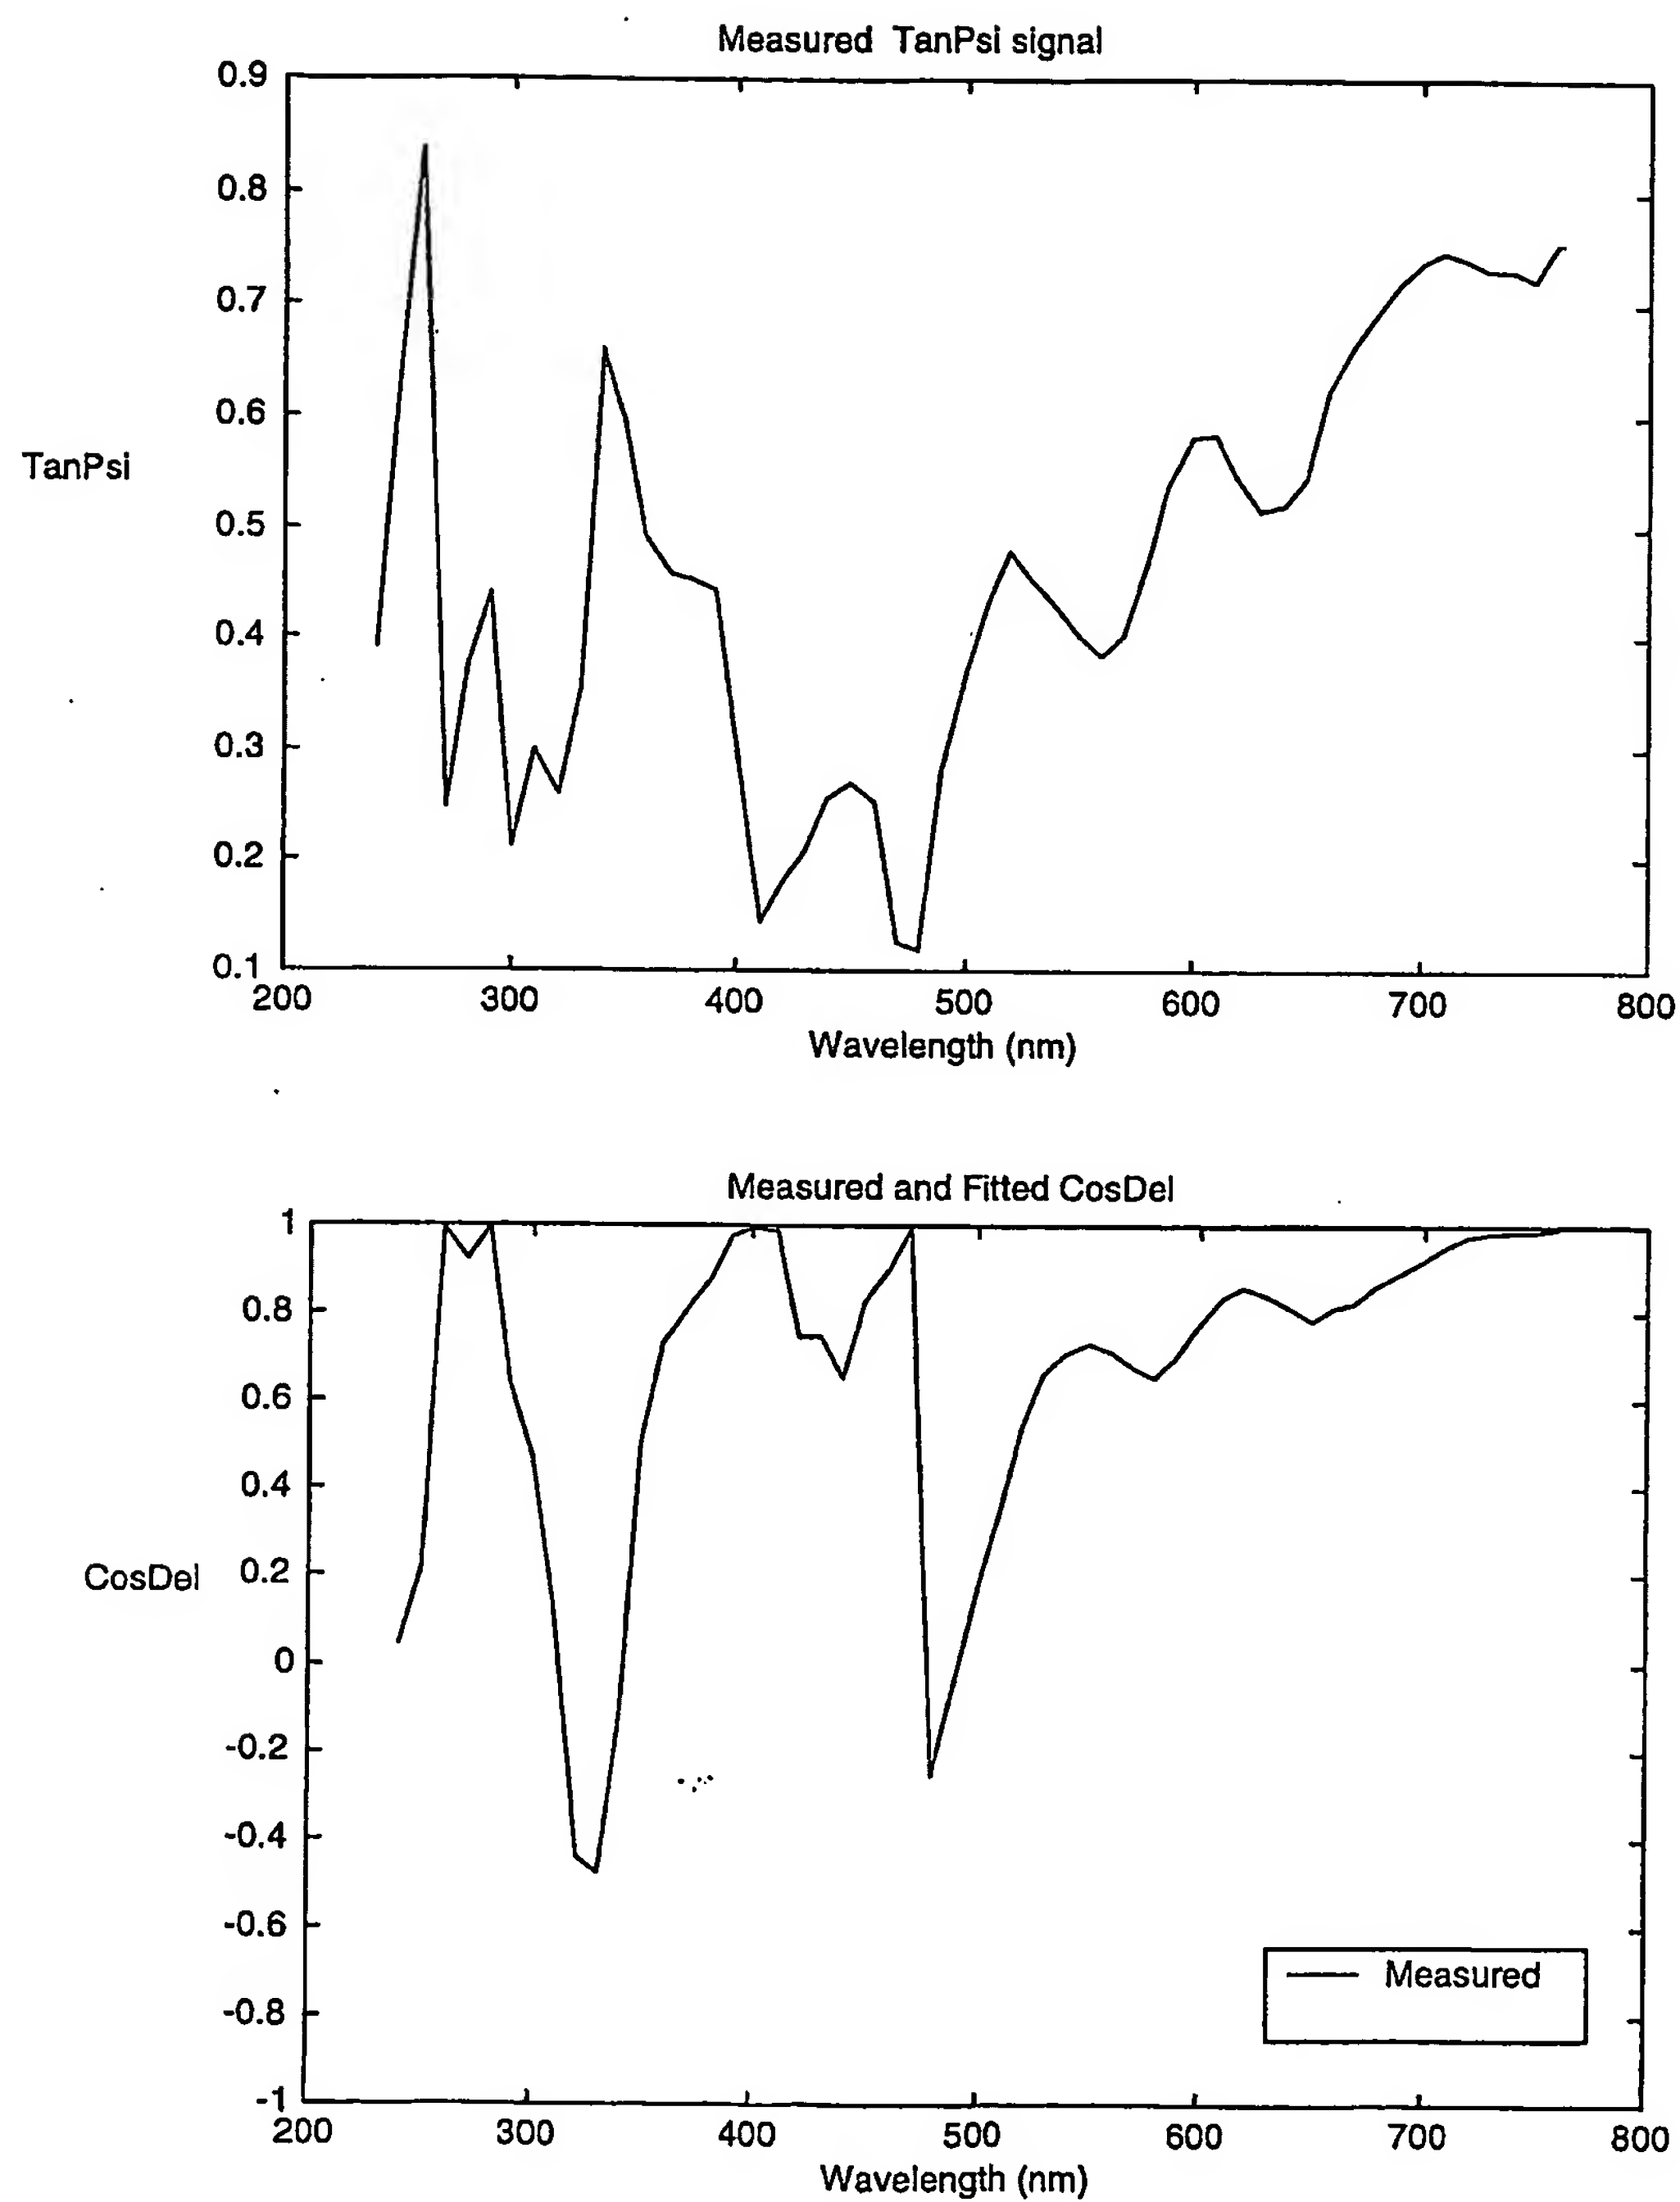 Measured TanPsi signal
0.9
0.8
0.7
0.6
TanPsi
0.5
0.4
0.3
0.2
0.1
200 300 400 500 600 700 800
Wavelength (nm)
Measured and Fitted CosDel
1
0.8
0.6
0.4
CosDel 0.2
0
-0.2
-0.4
-0.6
Measured
-0.8
-1
200 300 400 500 600 700 800
Wavelength (nm)